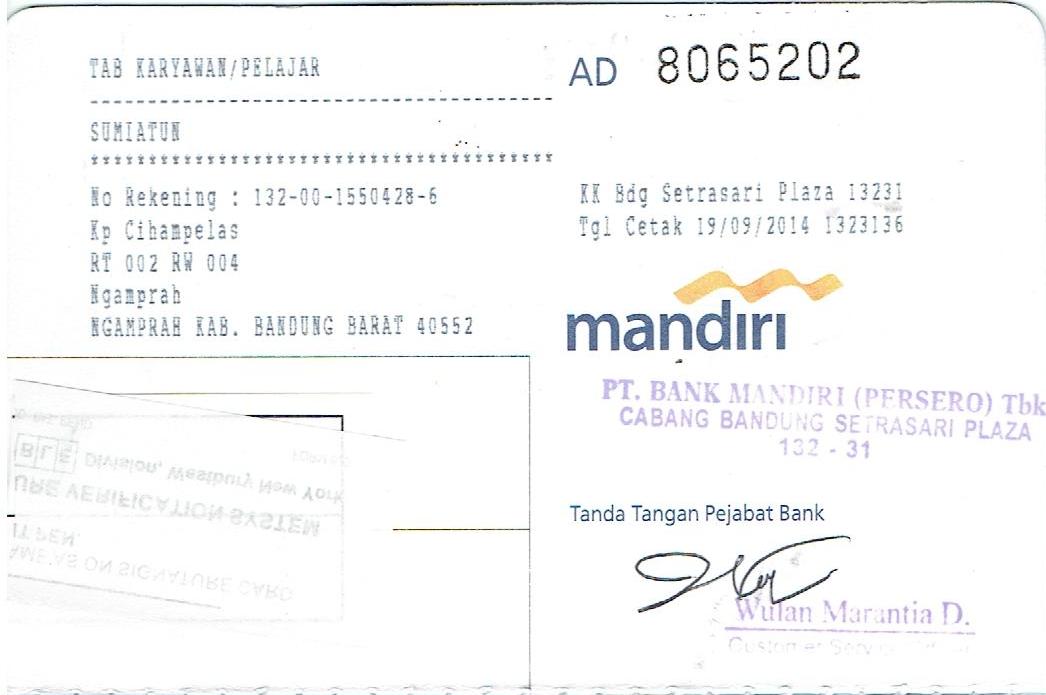 TAB KARYAWAN/PELAJAR
----------------------------------------
SUMIATUN
****************************************
No Rekening : 132-00-1550428-6
Kp Cihampelas
RT 002 RW 004
Ngamprah
NGAMPRAH KAB. BANDUNG BARAT 40552
AD 8065202
KK Bdg Setrasari Plaza 13231
Tgl Cetak 19/09/2014 1323136
mandiri
PT. BANK MANDIRI (PERSERO) Tbk
CABANG BANDUNG SETRASARI PLAZA
132 - 31
Tanda Tangan Pejabat Bank
Wulan Marantia D.
Customer Service
BLE Division, Westbury New York
URE VERIFICATION SYSTEM
IT PEN.
AME AS ON SIGNATURE CARD